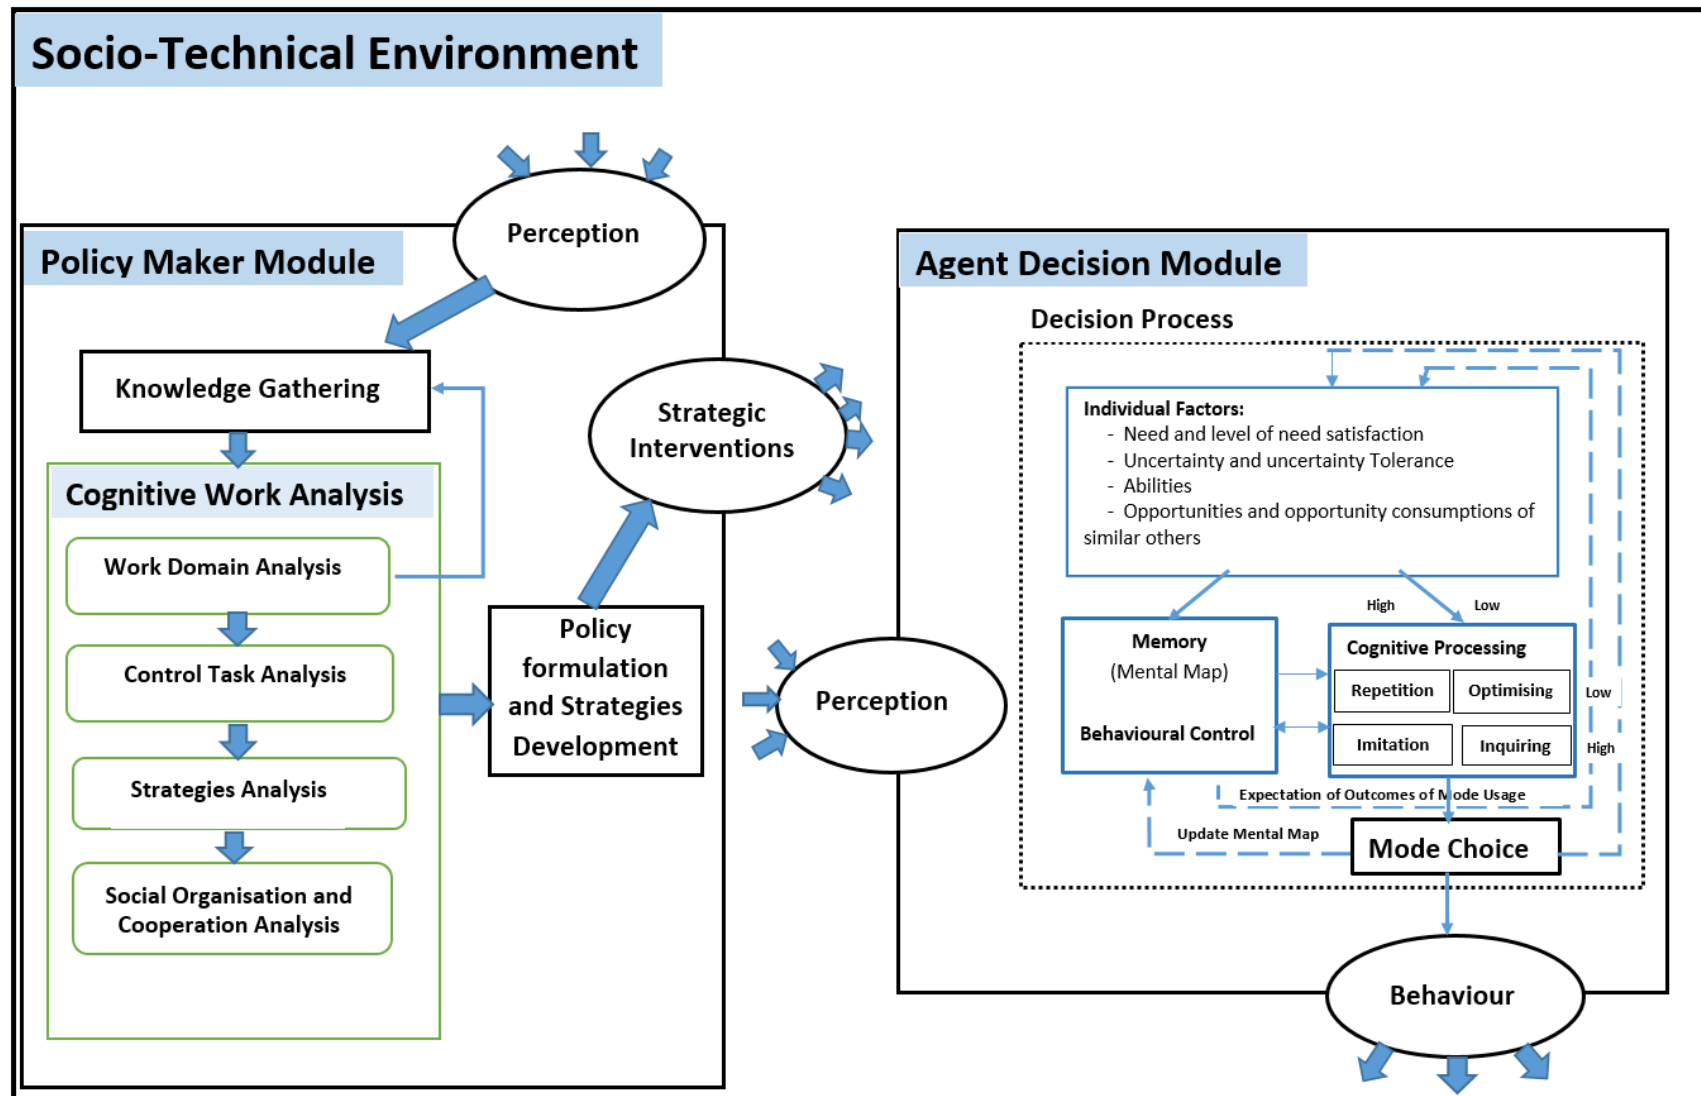 Socio-Technical Environment
Perception
Policy Maker Module
Knowledge Gathering
Strategic
Interventions
Cognitive Work Analysis
Work Domain Analysis
Control Task Analysis
Strategies Analysis
Social Organisation and
Cooperation Analysis
Policy
formulation
and Strategies
Development
Perception
Agent Decision Module
Decision Process
Individual Factors:
- Need and level of need satisfaction
- Uncertainty and uncertainty Tolerance
- Abilities
- Opportunities and opportunity consumptions of
similar others
High
Low
Memory
(Mental Map)
Behavioural Control
Cognitive Processing
Repetition
Optimising
Imitation
Inquiring
Low
High
Expectation of Outcomes of Mode Usage
Update Mental Map
Mode Choice
Behaviour